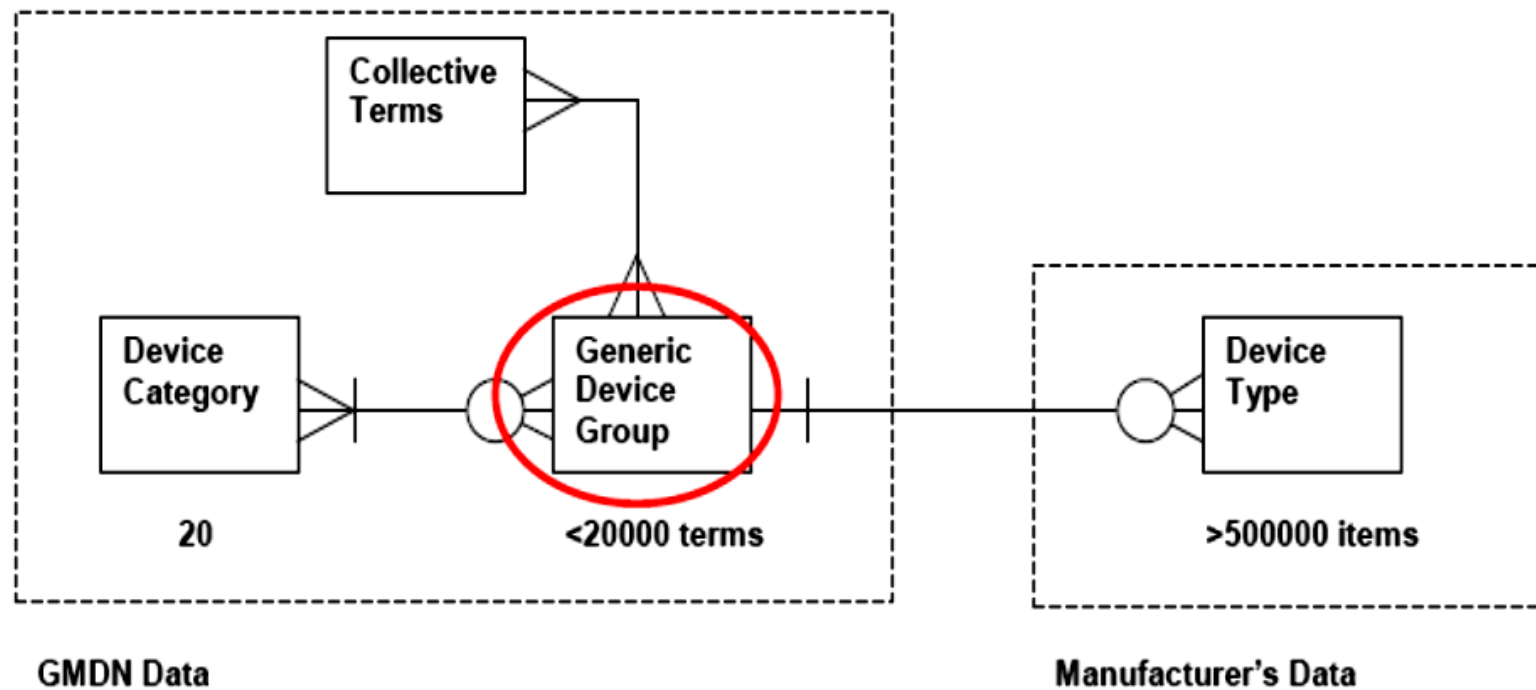 Collective
Terms
Device
Category
Generic
Device
Group
Device
Type
20
<20000 terms
>500000 items
GMDN Data
Manufacturer's Data